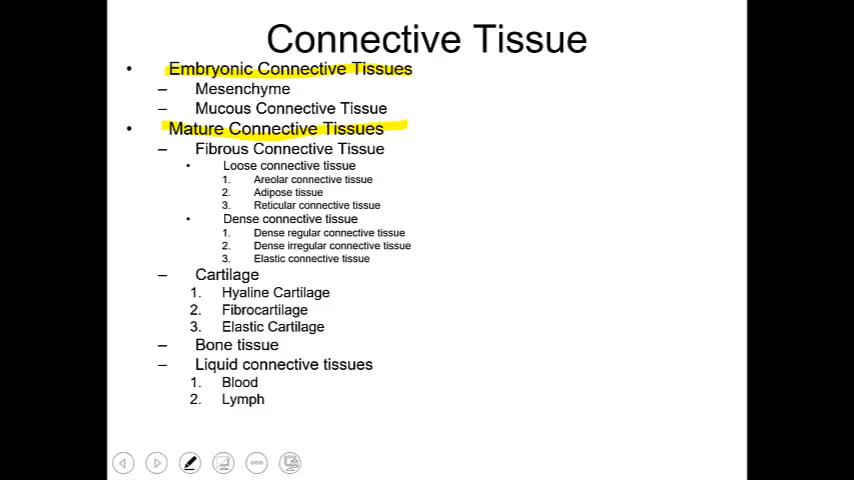 Connective Tissue
• Embryonic Connective Tissues
– Mesenchyme
– Mucous Connective Tissue
• Mature Connective Tissues
– Fibrous Connective Tissue
• Loose connective tissue
1. Areolar connective tissue
2. Adipose tissue
3. Reticular connective tissue
• Dense connective tissue
1. Dense regular connective tissue
2. Dense irregular connective tissue
3. Elastic connective tissue
– Cartilage
1. Hyaline Cartilage
2. Fibrocartilage
3. Elastic Cartilage
– Bone tissue
– Liquid connective tissues
1. Blood
2. Lymph